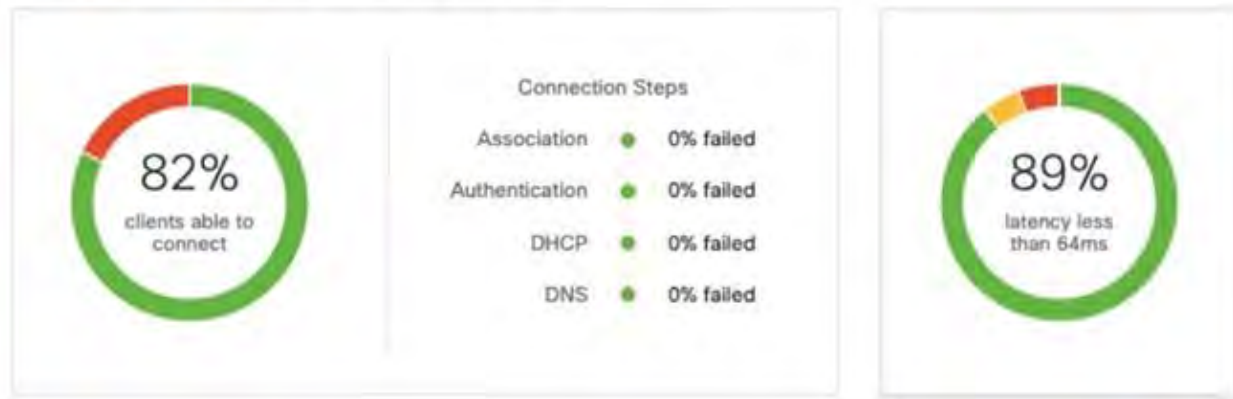 82%
clients able to
connect
Connection Steps
Association 0% failed
Authentication 0% failed
DHCP 0% failed
DNS 0% failed
89%
latency less
than 64ms